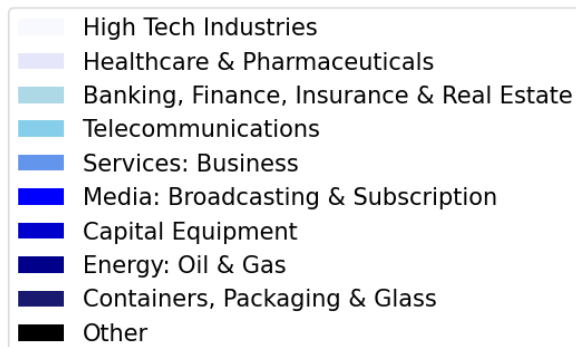 High Tech Industries
Healthcare & Pharmaceuticals
Banking, Finance, Insurance & Real Estate
Telecommunications
Services: Business
Media: Broadcasting & Subscription
Capital Equipment
Energy: Oil & Gas
Containers, Packaging & Glass
Other